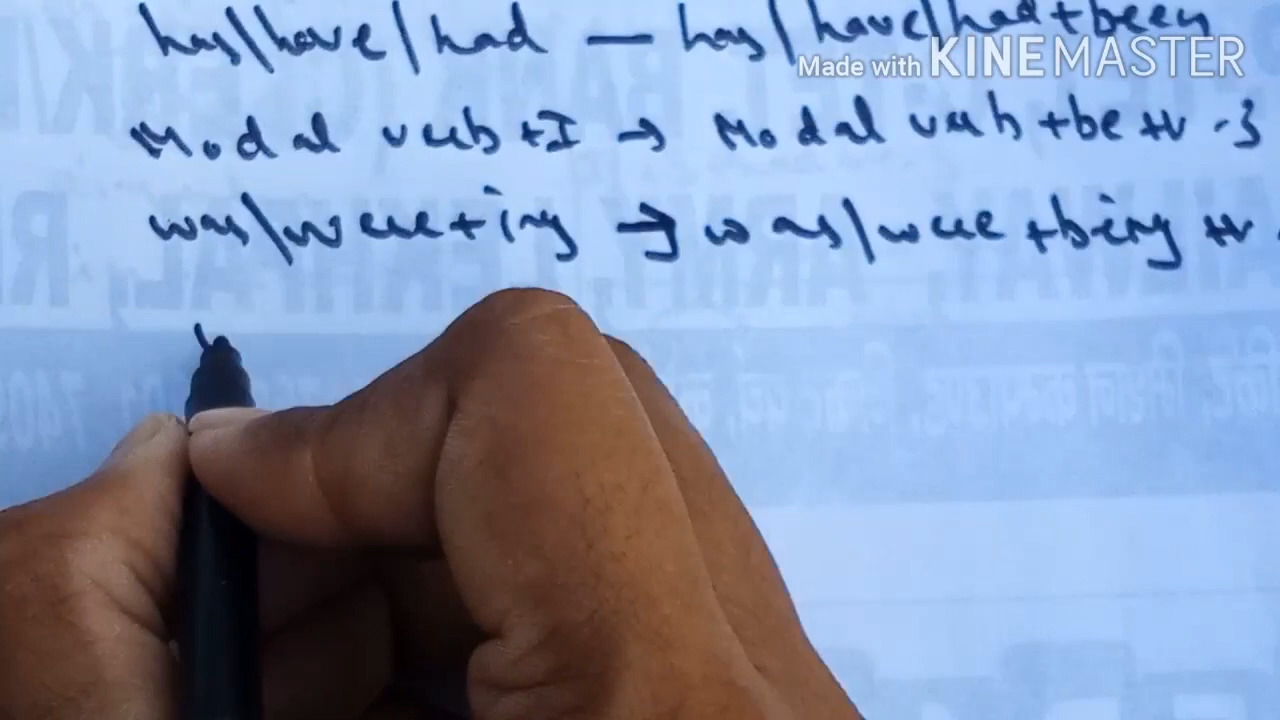 has/have/had — has/have/had+been
Made with KINEMASTER
Modal verb +I → Modal verb +be +v-3
was/were+ing → was/were +being +v